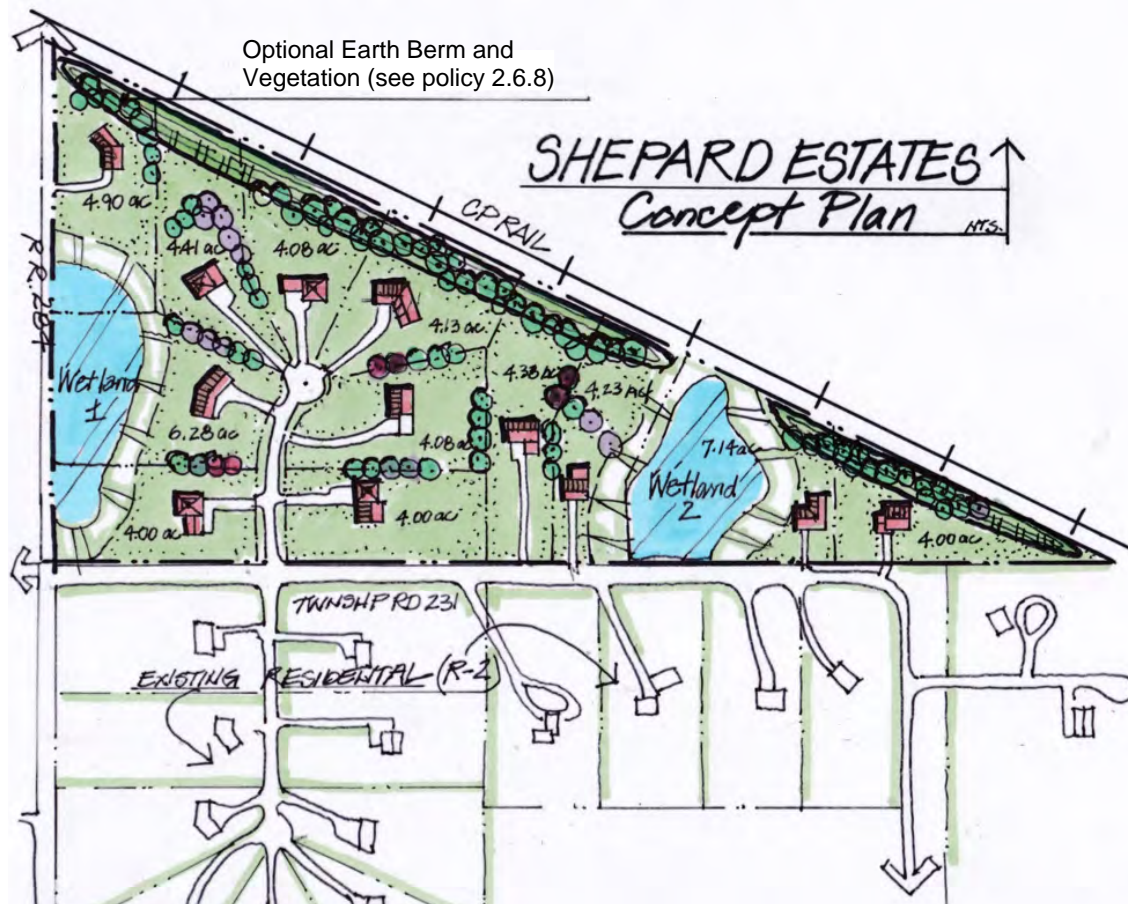 Optional Earth Berm and
Vegetation (see policy 2.6.8)
SHEPARD ESTATES
Concept Plan N.T.S.
CP RAIL
4.90 ac
R.R. 284
4.41 ac
4.08 ac
4.13 ac
4.38 ac
4.23 ac
Wetland
1
6.28 ac
4.08 ac
7.14 ac
Wetland
2
4.00 ac
4.00 ac
4.00 ac
TWNSHP RD 231
EXISTING RESIDENTIAL (R-2